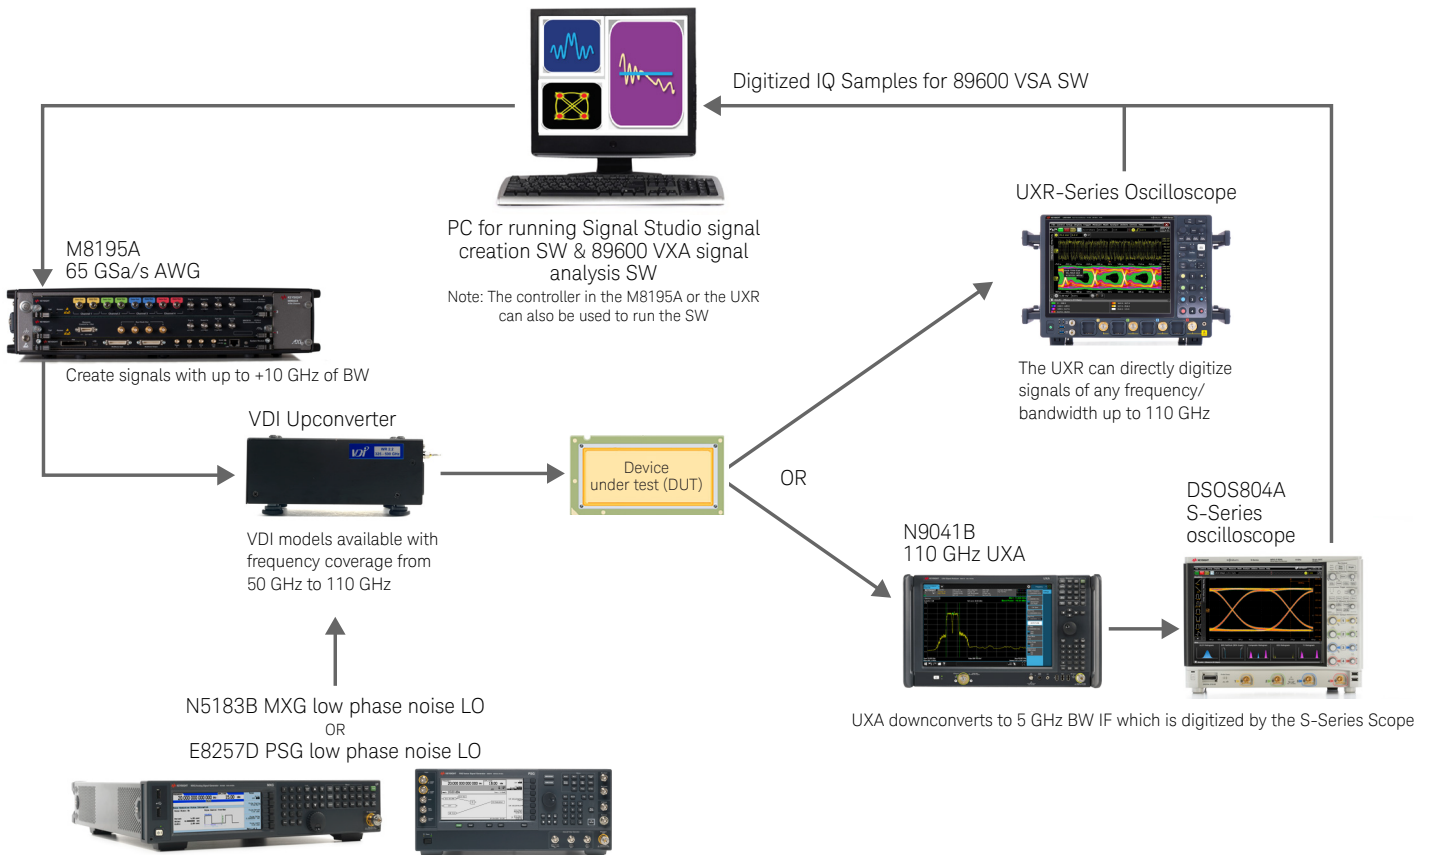 Digitized IQ Samples for 89600 VSA SW
UXR-Series Oscilloscope
PC for running Signal Studio signal
creation SW & 89600 VXA signal
analysis SW
Note: The controller in the M8195A or the UXR
can also be used to run the SW
M8195A
65 GSa/s AWG
Create signals with up to +10 GHz of BW
The UXR can directly digitize
signals of any frequency/
bandwidth up to 110 GHz
VDI Upconverter
VDI
Device
under test (DUT)
OR
VDI models available with
frequency coverage from
50 GHz to 110 GHz
DSOS804A
S-Series
oscilloscope
N9041B
110 GHz UXA
UXA downconverts to 5 GHz BW IF which is digitized by the S-Series Scope
N5183B MXG low phase noise LO
OR
E8257D PSG low phase noise LO